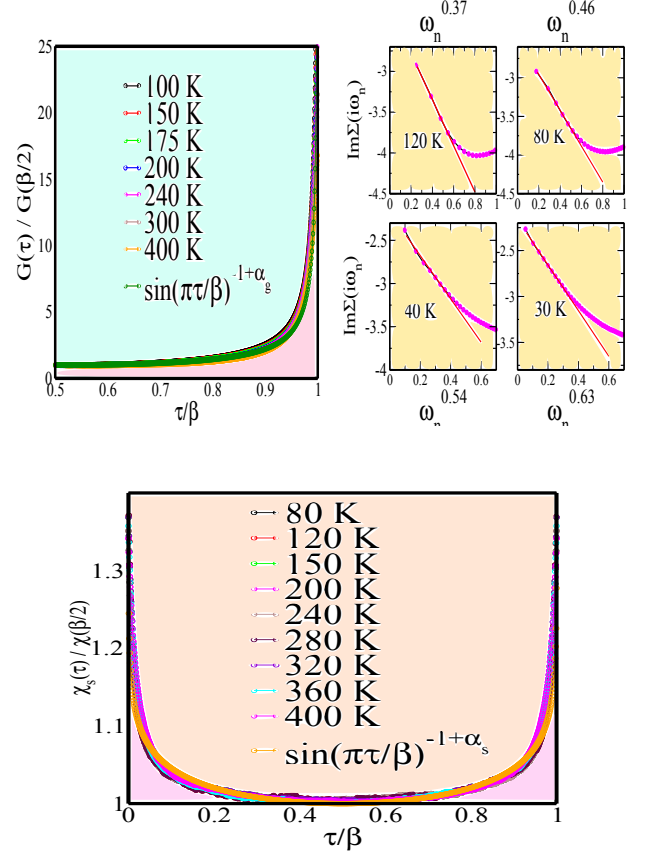 25
20
15
10
5
0
G(τ) / G(β/2)
100 K
150 K
175 K
200 K
240 K
300 K
400 K
sin(πτ/β)^-1+α_g
0.5 0.6 0.7 0.8 0.9 1
τ/β
ω_n^0.37
0 0.2 0.4 0.6 0.8 1
-3
-3.5
-4
-4.5
ImΣ(iω_n)
120 K
ω_n^0.46
0 0.2 0.4 0.6 0.8 1
-3
-3.5
-4
-4.5
80 K
-2.5
-3
-3.5
-4
ImΣ(iω_n)
40 K
0 0.2 0.4 0.6
ω_n^0.54
-2.5
-3
-3.5
30 K
0 0.2 0.4 0.6
ω_n^0.63
1.3
1.2
1.1
1
χ_s(τ) / χ(β/2)
80 K
120 K
150 K
200 K
240 K
280 K
320 K
360 K
400 K
sin(πτ/β)^-1+α_s
0 0.2 0.4 0.6 0.8 1
τ/β